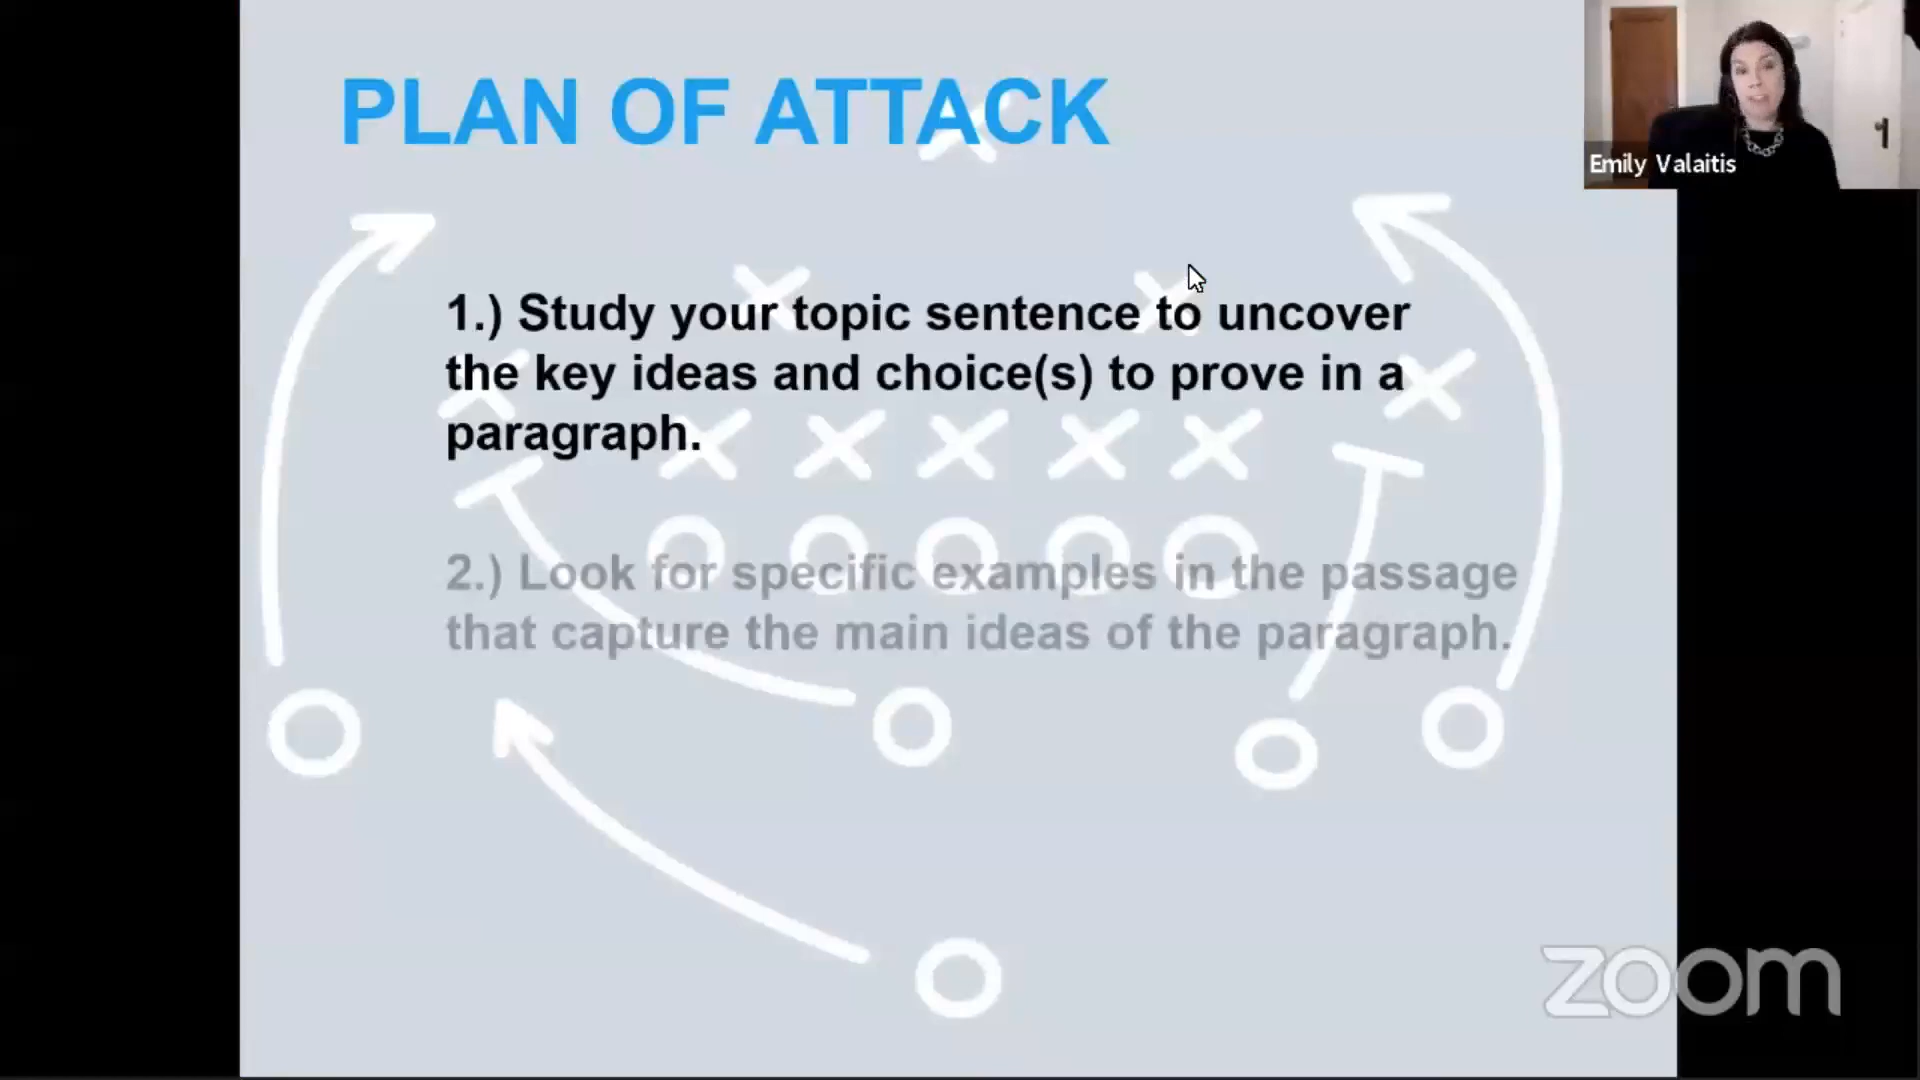 PLAN OF ATTACK
Emily Valaitis
1.) Study your topic sentence to uncover
the key ideas and choice(s) to prove in a
paragraph.
2.) Look for specific examples in the passage
that capture the main ideas of the paragraph.
zoom